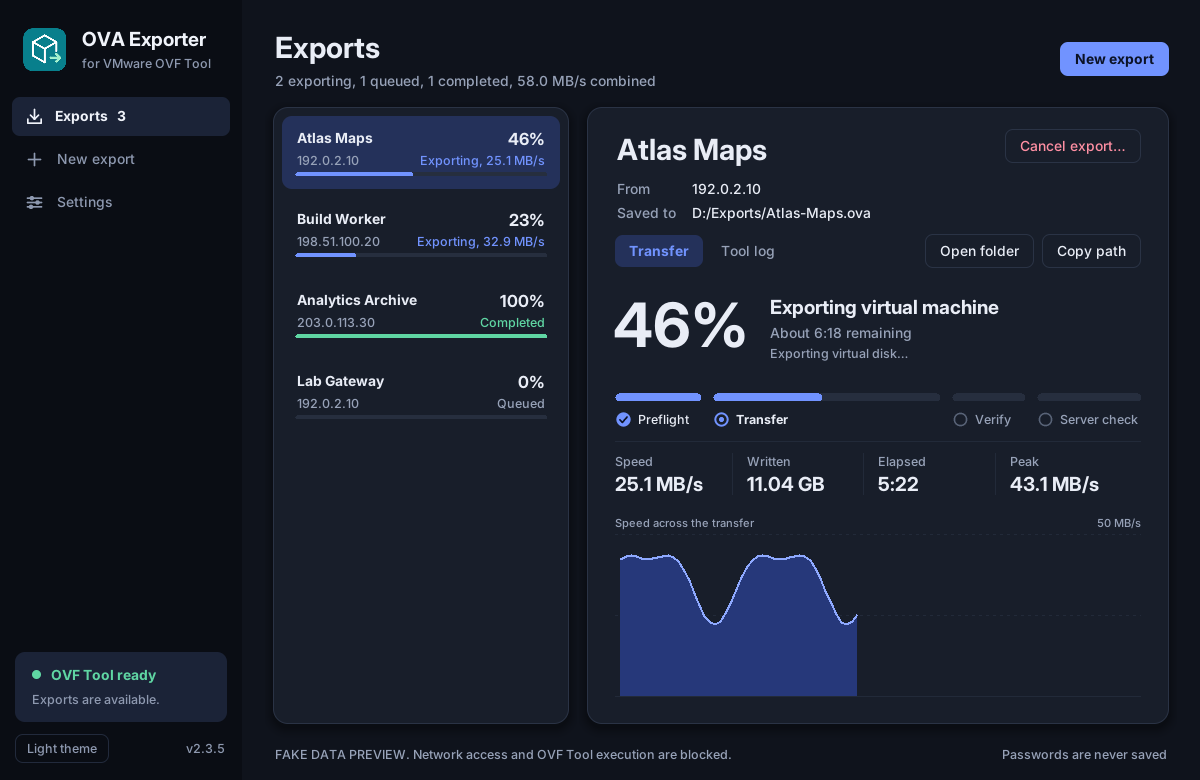 OVA Exporter
for VMware OVF Tool
Exports 3
New export
Settings
OVF Tool ready
Exports are available.
Light theme
v2.3.5
Exports
2 exporting, 1 queued, 1 completed, 58.0 MB/s combined
New export
Atlas Maps 46%
192.0.2.10 Exporting, 25.1 MB/s
Build Worker 23%
198.51.100.20 Exporting, 32.9 MB/s
Analytics Archive 100%
203.0.113.30 Completed
Lab Gateway 0%
192.0.2.10 Queued
Atlas Maps
Cancel export...
From 192.0.2.10
Saved to D:/Exports/Atlas-Maps.ova
Transfer Tool log Open folder Copy path
46%
Exporting virtual machine
About 6:18 remaining
Exporting virtual disk...
Preflight Transfer Verify Server check
Speed Written Elapsed Peak
25.1 MB/s 11.04 GB 5:22 43.1 MB/s
Speed across the transfer 50 MB/s
FAKE DATA PREVIEW. Network access and OVF Tool execution are blocked.
Passwords are never saved